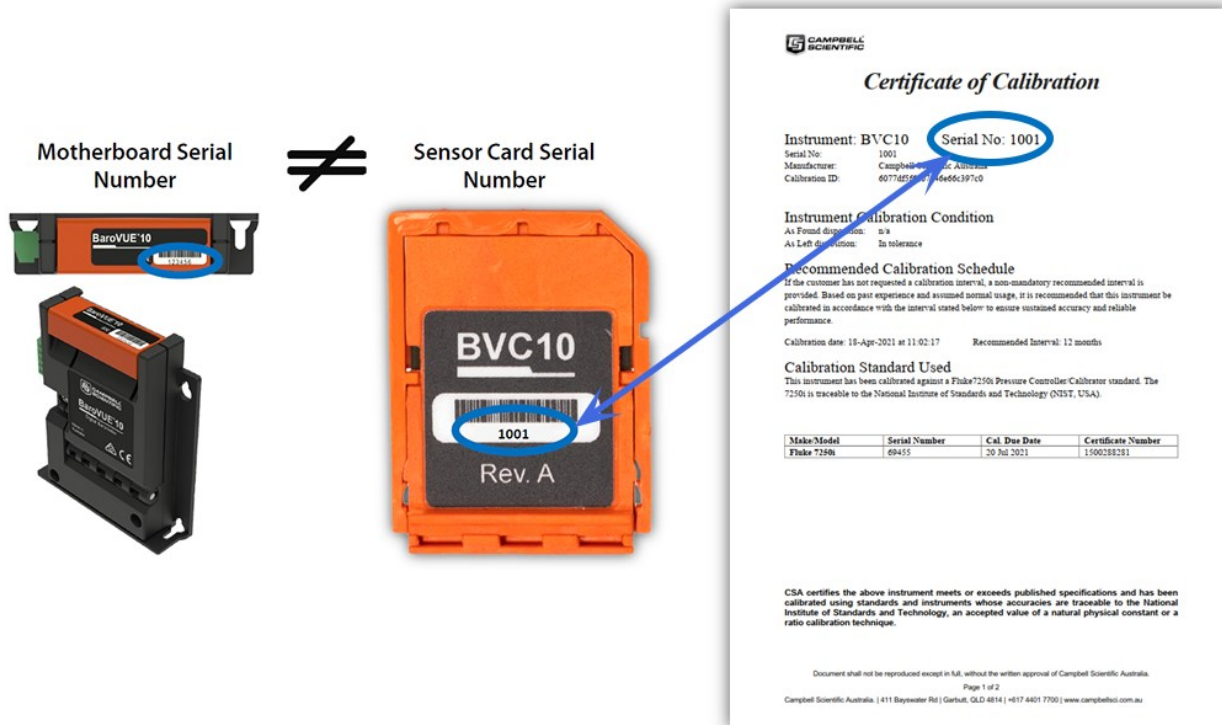 Motherboard Serial
Number
≠
Sensor Card Serial
Number
BaroVUE™10
123456
BaroVUE™10
CAMPBELL
SCIENTIFIC
BaroVUE™10
Digital Barometer
CE
BVC10
1001
Rev. A
CAMPBELL
SCIENTIFIC
Certificate of Calibration
Instrument: BVC10 Serial No: 1001
Serial No: 1001
Manufacturer: Campbell Australia
Calibration ID:
Instrument Calibration Condition
As Found disposition: n/a
As Left disposition: In tolerance
Recommended Calibration Schedule
If the customer has not requested a calibration interval, a non-mandatory recommended interval is
provided. Based on past experience and assumed normal usage, it is recommended that this instrument be
calibrated in accordance with the interval stated below to ensure sustained accuracy and reliable
performance.
Calibration date: 18-Apr-2021 at 11:02:17 Recommended Interval: 12 months
Calibration Standard Used
This instrument has been calibrated against a Fluke7250i Pressure Controller/Calibrator standard. The
7250i is traceable to the National Institute of Standards and Technology (NIST, USA).
Make/Model Serial Number Cal. Due Date Certificate Number
Fluke 7250i 69455 20 Jul 2021 1500288281
CSA certifies the above instrument meets or exceeds published specifications and has been
calibrated using standards and instruments whose accuracies are traceable to the National
Institute of Standards and Technology, an accepted value of a natural physical constant or a
ratio calibration technique.
Document shall not be reproduced except in full, without the written approval of Campbell Scientific Australia.
Page 1 of 2
Campbell Scientific Australia. | 411 Bayswater Rd | Garbutt, QLD 4814 | +617 4401 7700 | www.campbellsci.com.au